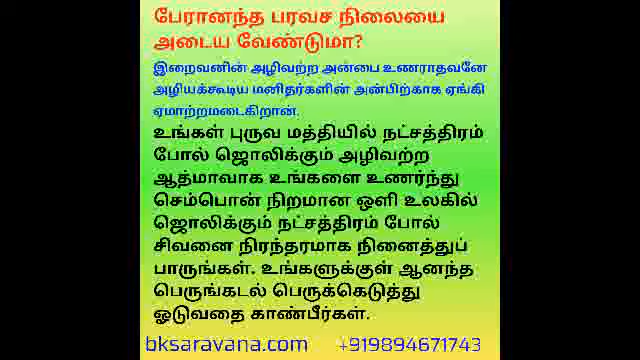 பேரானந்த பரவச நிலையை
அடைய வேண்டுமா?
இறைவனின் அழிவற்ற அன்பை உணராதவனே
அழியக்கூடிய மனிதர்களின் அன்பிற்காக ஏங்கி
ஏமாற்றமடைகிறான்.
உங்கள் புருவ மத்தியில் நட்சத்திரம்
போல் ஜொலிக்கும் அழிவற்ற
ஆத்மாவாக உங்களை உணர்ந்து
செம்பொன் நிறமான ஒளி உலகில்
ஜொலிக்கும் நட்சத்திரம் போல்
சிவனை நிரந்தரமாக நினைத்துப்
பாருங்கள். உங்களுக்குள் ஆனந்த
பெருங்கடல் பெருக்கெடுத்து
ஓடுவதை காண்பீர்கள்.
bksaravana.com +919894671743